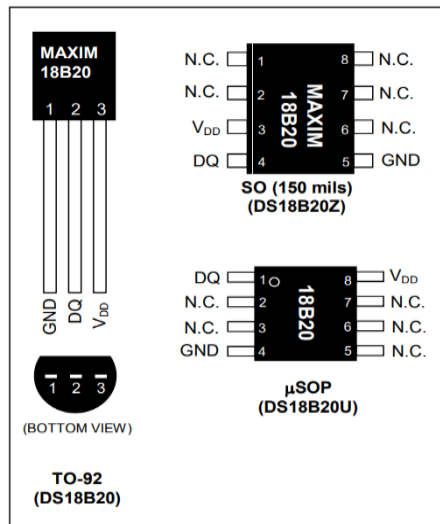 MAXIM
18B20
1 2 3
GND DQ VDD
1 2 3
(BOTTOM VIEW)
TO-92
(DS18B20)
N.C. 1 8 N.C.
N.C. 2 7 N.C.
VDD 3 6 N.C.
DQ 4 5 GND
MAXIM
18B20
SO (150 mils)
(DS18B20Z)
DQ 1 8 VDD
N.C. 2 7 N.C.
N.C. 3 6 N.C.
GND 4 5 N.C.
18B20
µSOP
(DS18B20U)